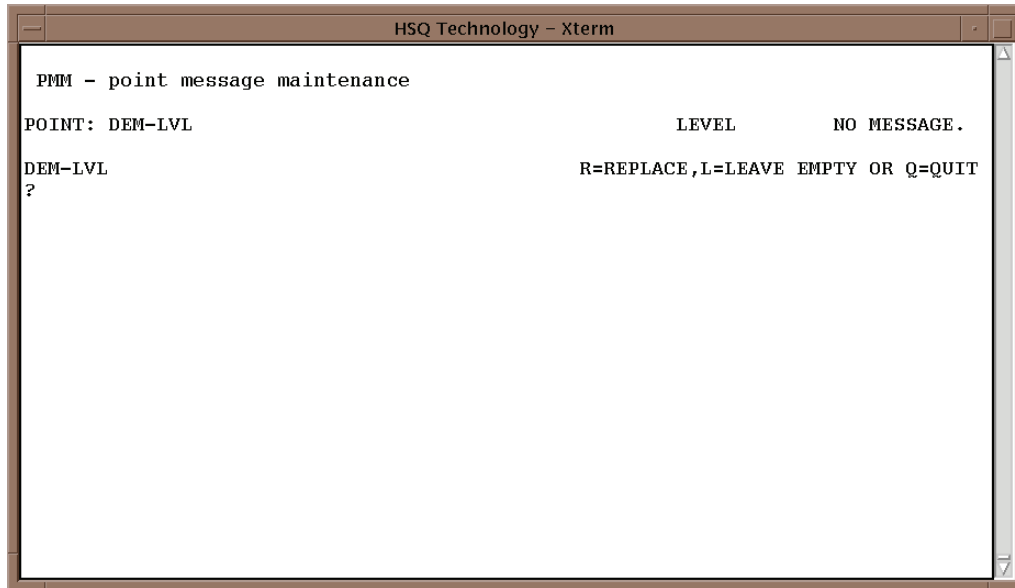 HSQ Technology – Xterm
PMM – point message maintenance
POINT: DEM–LVL LEVEL NO MESSAGE.
DEM–LVL R=REPLACE,L=LEAVE EMPTY OR Q=QUIT
?